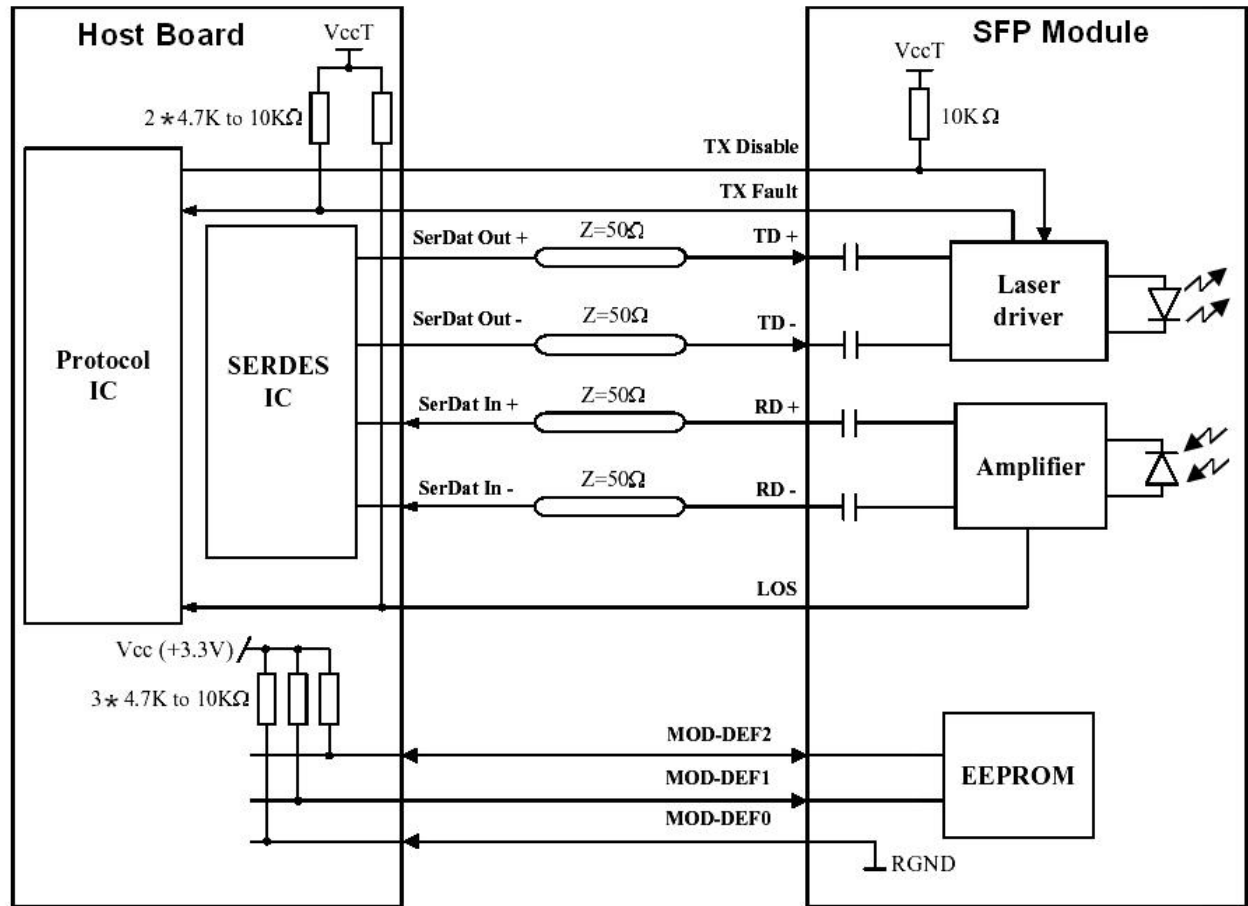 Host Board
SFP Module
VccT
VccT
2*4.7K to 10KΩ
10KΩ
TX Disable
TX Fault
SerDat Out +
Z=50Ω
TD +
SerDat Out -
Z=50Ω
TD -
Laser
driver
Protocol
IC
SERDES
IC
SerDat In +
Z=50Ω
RD +
SerDat In -
Z=50Ω
RD -
Amplifier
LOS
Vcc (+3.3V)
3* 4.7K to 10KΩ
MOD-DEF2
MOD-DEF1
MOD-DEF0
EEPROM
RGND